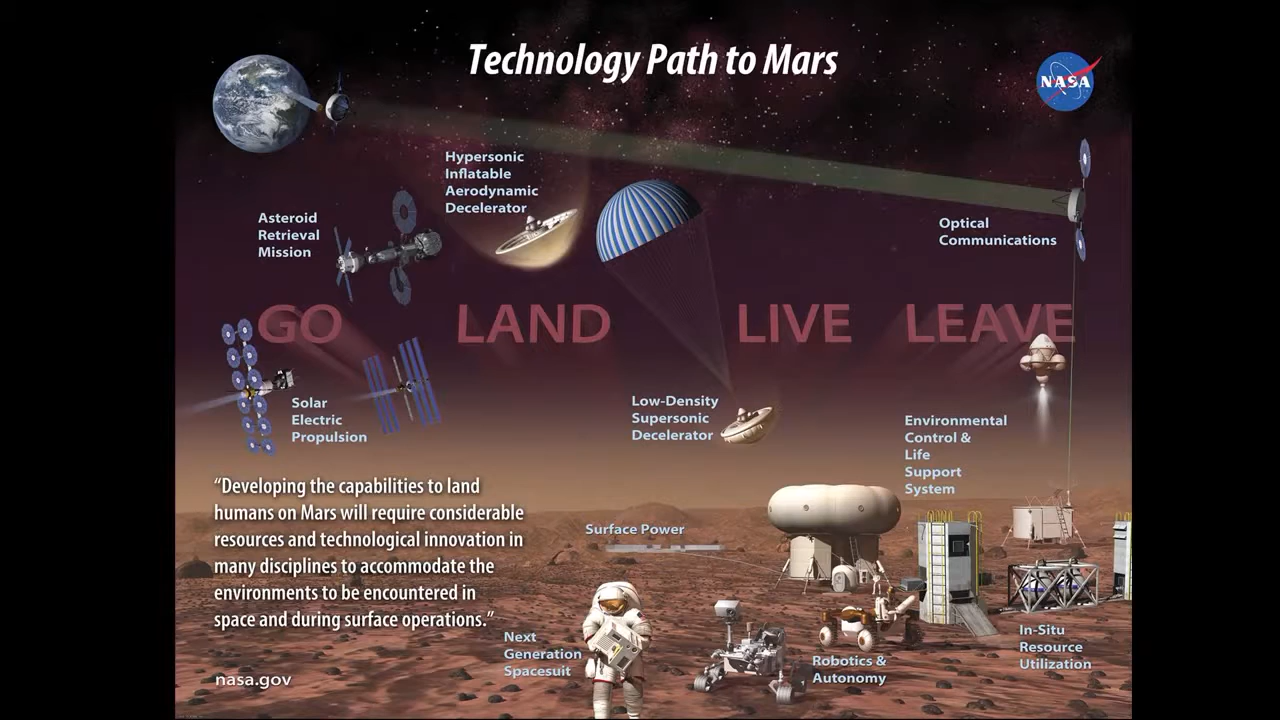 Technology Path to Mars
NASA
Hypersonic
Inflatable
Aerodynamic
Decelerator
Asteroid
Retrieval
Mission
Optical
Communications
GO LAND LIVE LEAVE
Solar
Electric
Propulsion
Low-Density
Supersonic
Decelerator
Environmental
Control &
Life
Support
System
“Developing the capabilities to land
humans on Mars will require considerable
resources and technological innovation in
many disciplines to accommodate the
environments to be encountered in
space and during surface operations.”
Surface Power
Next
Generation
Spacesuit
Robotics &
Autonomy
In-Situ
Resource
Utilization
nasa.gov